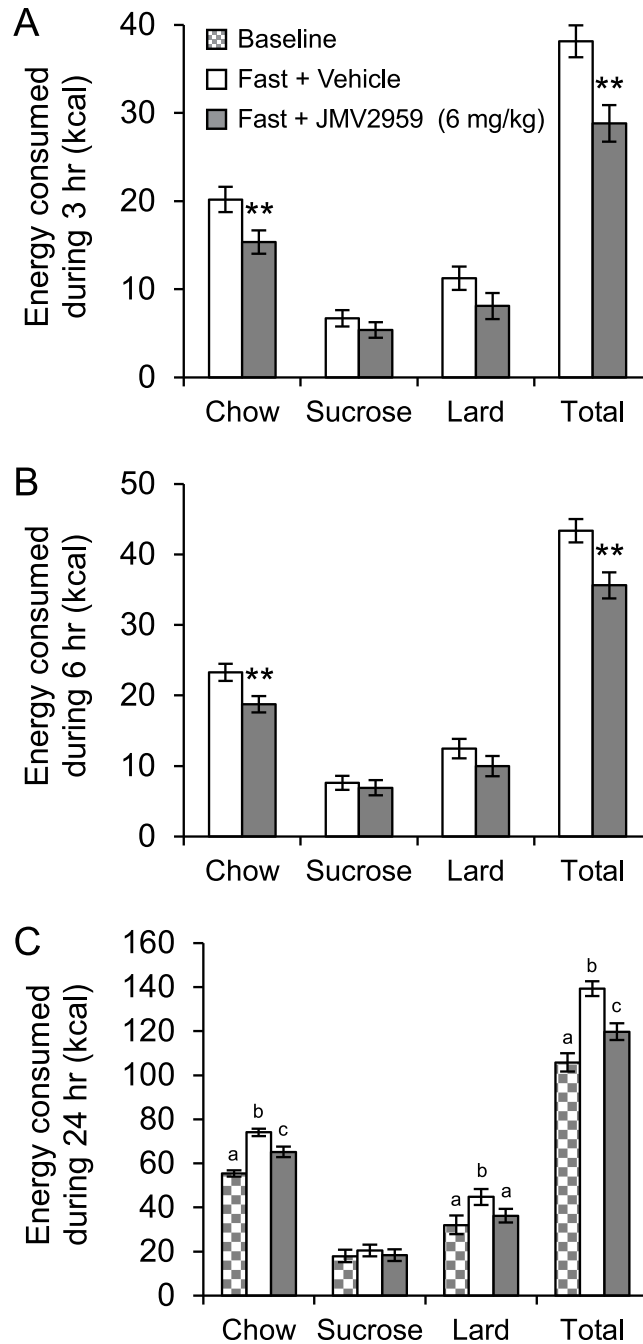 A
Energy consumed
during 3 hr (kcal)
40
30
20
10
0
Baseline
Fast + Vehicle
Fast + JMV2959 (6 mg/kg)
**
**
Chow Sucrose Lard Total
B
Energy consumed
during 6 hr (kcal)
50
40
30
20
10
0
**
**
Chow Sucrose Lard Total
C
Energy consumed
during 24 hr (kcal)
160
140
120
100
80
60
40
20
0
a b c
a b a
a b c
Chow Sucrose Lard Total